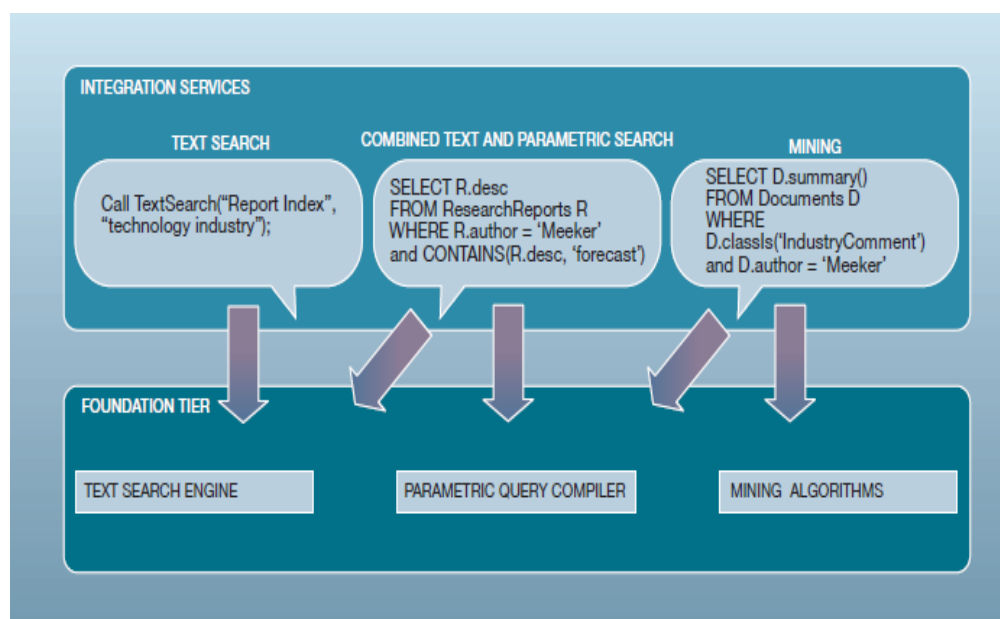 INTEGRATION SERVICES
TEXT SEARCH
Call TextSearch(“Report Index”,
“technology industry”);
COMBINED TEXT AND PARAMETRIC SEARCH
SELECT R.desc
FROM ResearchReports R
WHERE R.author = ‘Meeker’
and CONTAINS(R.desc, ‘forecast’)
MINING
SELECT D.summary()
FROM Documents D
WHERE
D.classIs(‘IndustryComment’)
and D.author = ‘Meeker’
FOUNDATION TIER
TEXT SEARCH ENGINE
PARAMETRIC QUERY COMPILER
MINING ALGORITHMS